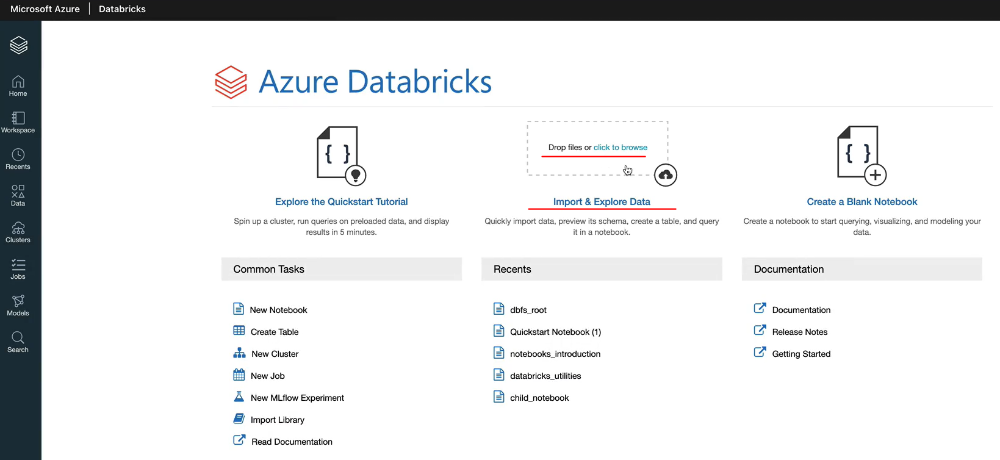 Microsoft Azure | Databricks
Home
Workspace
Recents
Data
Clusters
Jobs
Models
Search
Azure Databricks
{ }
Explore the Quickstart Tutorial
Spin up a cluster, run queries on preloaded data, and display
results in 5 minutes.
Drop files or click to browse
Import & Explore Data
Quickly import data, preview its schema, create a table, and query
it in a notebook.
{ }
Create a Blank Notebook
Create a notebook to start querying, visualizing, and modeling your
data.
Common Tasks
New Notebook
Create Table
New Cluster
New Job
New MLflow Experiment
Import Library
Read Documentation
Recents
dbfs_root
Quickstart Notebook (1)
notebooks_introduction
databricks_utilities
child_notebook
Documentation
Documentation
Release Notes
Getting Started